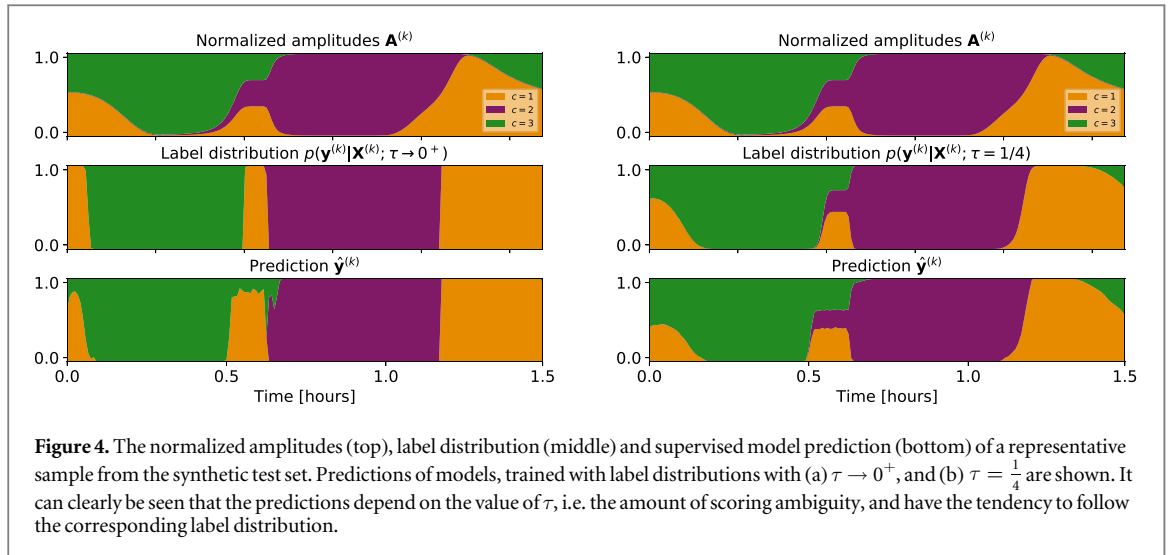 Normalized amplitudes A^(k)
1.0
0.0
c = 1
c = 2
c = 3
Label distribution p(y^(k)|X^(k); τ → 0⁺)
1.0
0.0
Prediction ŷ^(k)
1.0
0.0
0.0 0.5 1.0 1.5
Time [hours]
Normalized amplitudes A^(k)
1.0
0.0
c = 1
c = 2
c = 3
Label distribution p(y^(k)|X^(k); τ = 1/4)
1.0
0.0
Prediction ŷ^(k)
1.0
0.0
0.0 0.5 1.0 1.5
Time [hours]
Figure 4. The normalized amplitudes (top), label distribution (middle) and supervised model prediction (bottom) of a representative
sample from the synthetic test set. Predictions of models, trained with label distributions with (a) τ → 0⁺, and (b) τ = 1/4 are shown. It
can clearly be seen that the predictions depend on the value of τ, i.e. the amount of scoring ambiguity, and have the tendency to follow
the corresponding label distribution.